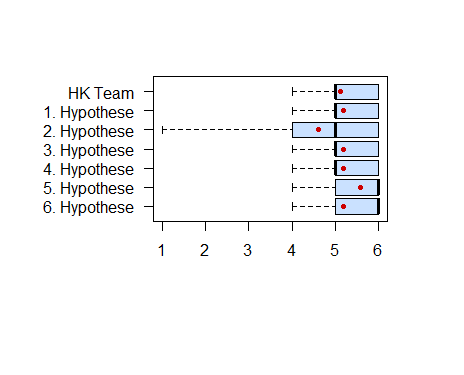 HK Team
1. Hypothese
2. Hypothese
3. Hypothese
4. Hypothese
5. Hypothese
6. Hypothese
1 2 3 4 5 6